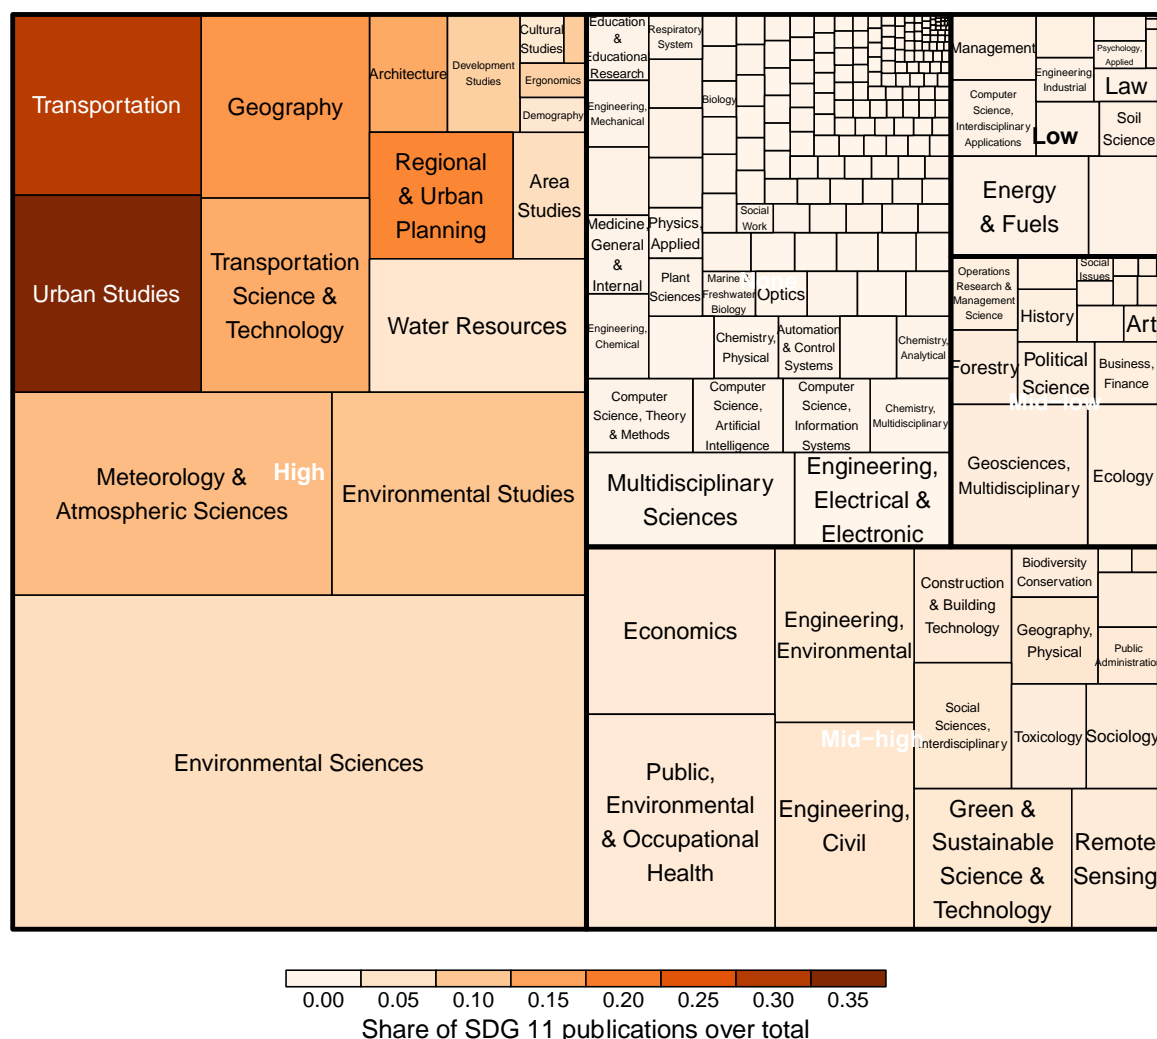 Transportation
Urban Studies
Geography
Transportation
Science &
Technology
Architecture
Development
Studies
Cultural
Studies
Ergonomics
Demography
Regional
& Urban
Planning
Area
Studies
Water Resources
Meteorology &
Atmospheric Sciences
High
Environmental Studies
Environmental Sciences
Education
&
Educational
Research
Respiratory
System
Engineering,
Mechanical
Biology
Medicine,
General
&
Internal
Physics,
Applied
Social
Work
Plant
Sciences
Marine &
Freshwater
Biology
None
Optics
Engineering,
Chemical
Chemistry,
Physical
Automation
& Control
Systems
Chemistry,
Analytical
Computer
Science, Theory
& Methods
Computer
Science,
Artificial
Intelligence
Computer
Science,
Information
Systems
Chemistry,
Multidisciplinary
Multidisciplinary
Sciences
Engineering,
Electrical &
Electronic
Management
Psychology,
Applied
Engineering,
Industrial
Law
Computer
Science,
Interdisciplinary
Applications
Low
Soil
Science
Energy
& Fuels
Operations
Research &
Management
Science
Social
Issues
History
Art
Forestry
Political
Science
Business,
Finance
Mid−low
Geosciences,
Multidisciplinary
Ecology
Economics
Engineering,
Environmental
Construction
& Building
Technology
Biodiversity
Conservation
Geography,
Physical
Public
Administration
Social
Sciences,
Interdisciplinary
Toxicology
Sociology
Mid−high
Public,
Environmental
& Occupational
Health
Engineering,
Civil
Green &
Sustainable
Science &
Technology
Remote
Sensing
0.00 0.05 0.10 0.15 0.20 0.25 0.30 0.35
Share of SDG 11 publications over total